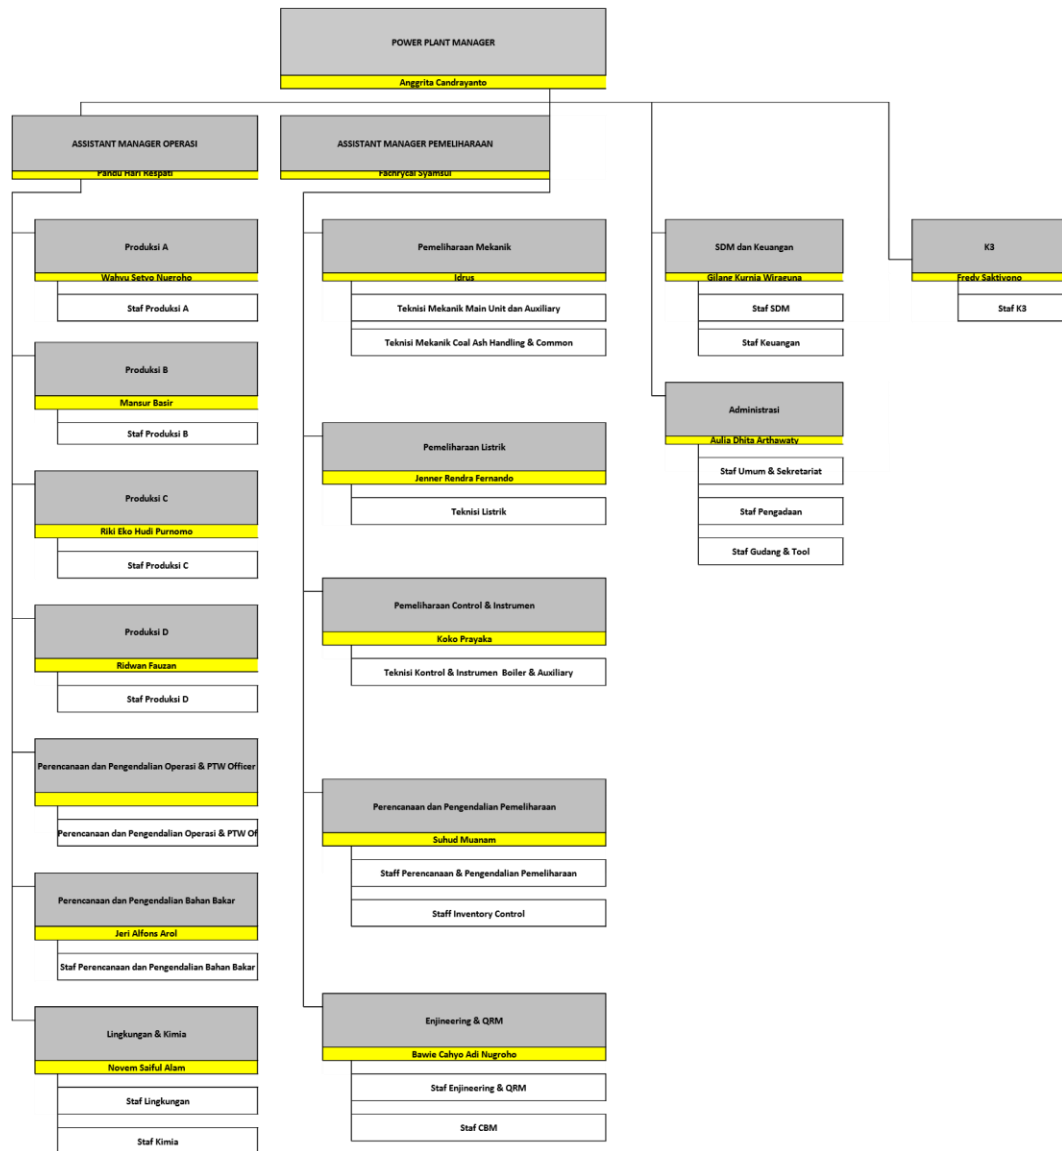 POWER PLANT MANAGER
Anggrita Candrayanto
ASSISTANT MANAGER OPERASI
Pandu Hari Respati
ASSISTANT MANAGER PEMELIHARAAN
Fachrycal Syamsul
Produksi A
Wahyu Setyo Nugroho
Staf Produksi A
Produksi B
Mansur Basir
Staf Produksi B
Produksi C
Riki Eko Hudi Purnomo
Staf Produksi C
Produksi D
Ridwan Fauzan
Staf Produksi D
Perencanaan dan Pengendalian Operasi & PTW Officer
Perencanaan dan Pengendalian Operasi & PTW Of
Perencanaan dan Pengendalian Bahan Bakar
Jeri Alfons Arol
Staf Perencanaan dan Pengendalian Bahan Bakar
Lingkungan & Kimia
Novem Saiful Alam
Staf Lingkungan
Staf Kimia
Pemeliharaan Mekanik
Idrus
Teknisi Mekanik Main Unit dan Auxiliary
Teknisi Mekanik Coal Ash Handling & Common
Pemeliharaan Listrik
Jenner Rendra Fernando
Teknisi Listrik
Pemeliharaan Control & Instrumen
Koko Prayaka
Teknisi Kontrol & Instrumen Boiler & Auxiliary
Perencanaan dan Pengendalian Pemeliharaan
Suhud Muanam
Staff Perencanaan & Pengendalian Pemeliharaan
Staff Inventory Control
Enjineering & QRM
Bawie Cahyo Adi Nugroho
Staf Enjineering & QRM
Staf CBM
SDM dan Keuangan
Gilang Kurnia Wiraguna
Staf SDM
Staf Keuangan
Administrasi
Aulia Dhita Arthawaty
Staf Umum & Sekretariat
Staf Pengadaan
Staf Gudang & Tool
K3
Fredy Saktiyono
Staf K3